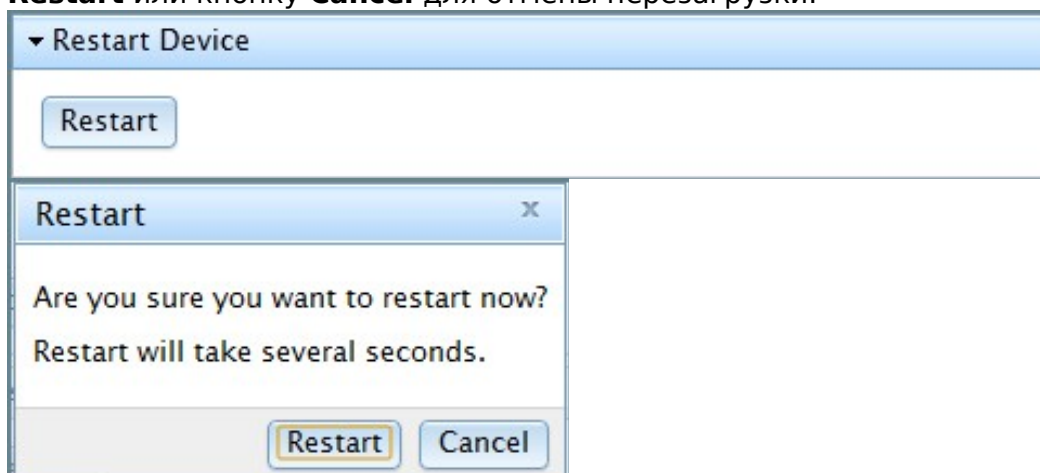 Restart или кнопку Cancel для отмены перезагрузки.
Restart Device
Restart
Restart x
Are you sure you want to restart now?
Restart will take several seconds.
Restart Cancel